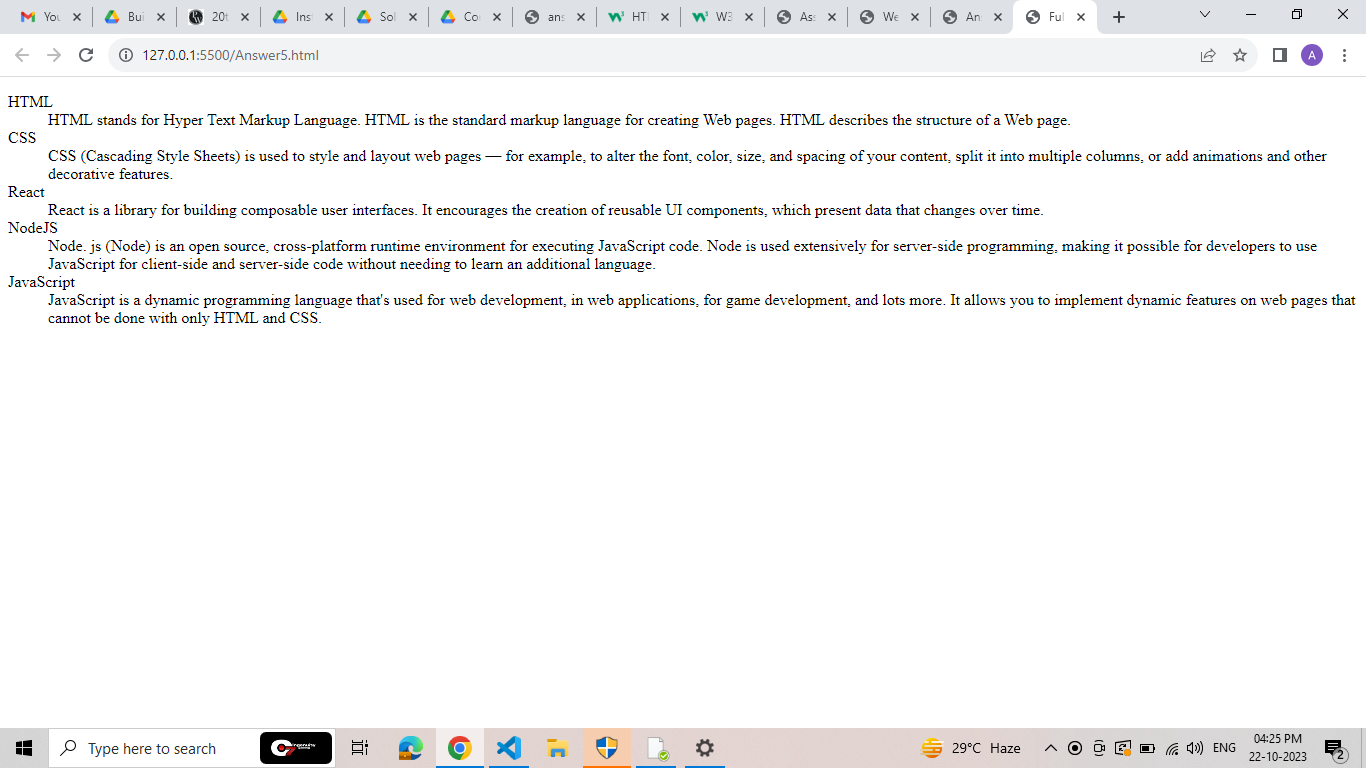 You Bui 20t Ins Sol Co ans HTI W3 Ass We An Ful
127.0.0.1:5500/Answer5.html
A
HTML
HTML stands for Hyper Text Markup Language. HTML is the standard markup language for creating Web pages. HTML describes the structure of a Web page.
CSS
CSS (Cascading Style Sheets) is used to style and layout web pages — for example, to alter the font, color, size, and spacing of your content, split it into multiple columns, or add animations and other
decorative features.
React
React is a library for building composable user interfaces. It encourages the creation of reusable UI components, which present data that changes over time.
NodeJS
Node. js (Node) is an open source, cross-platform runtime environment for executing JavaScript code. Node is used extensively for server-side programming, making it possible for developers to use
JavaScript for client-side and server-side code without needing to learn an additional language.
JavaScript
JavaScript is a dynamic programming language that's used for web development, in web applications, for game development, and lots more. It allows you to implement dynamic features on web pages that
cannot be done with only HTML and CSS.
Type here to search
29°C Haze
ENG
04:25 PM
22-10-2023
2